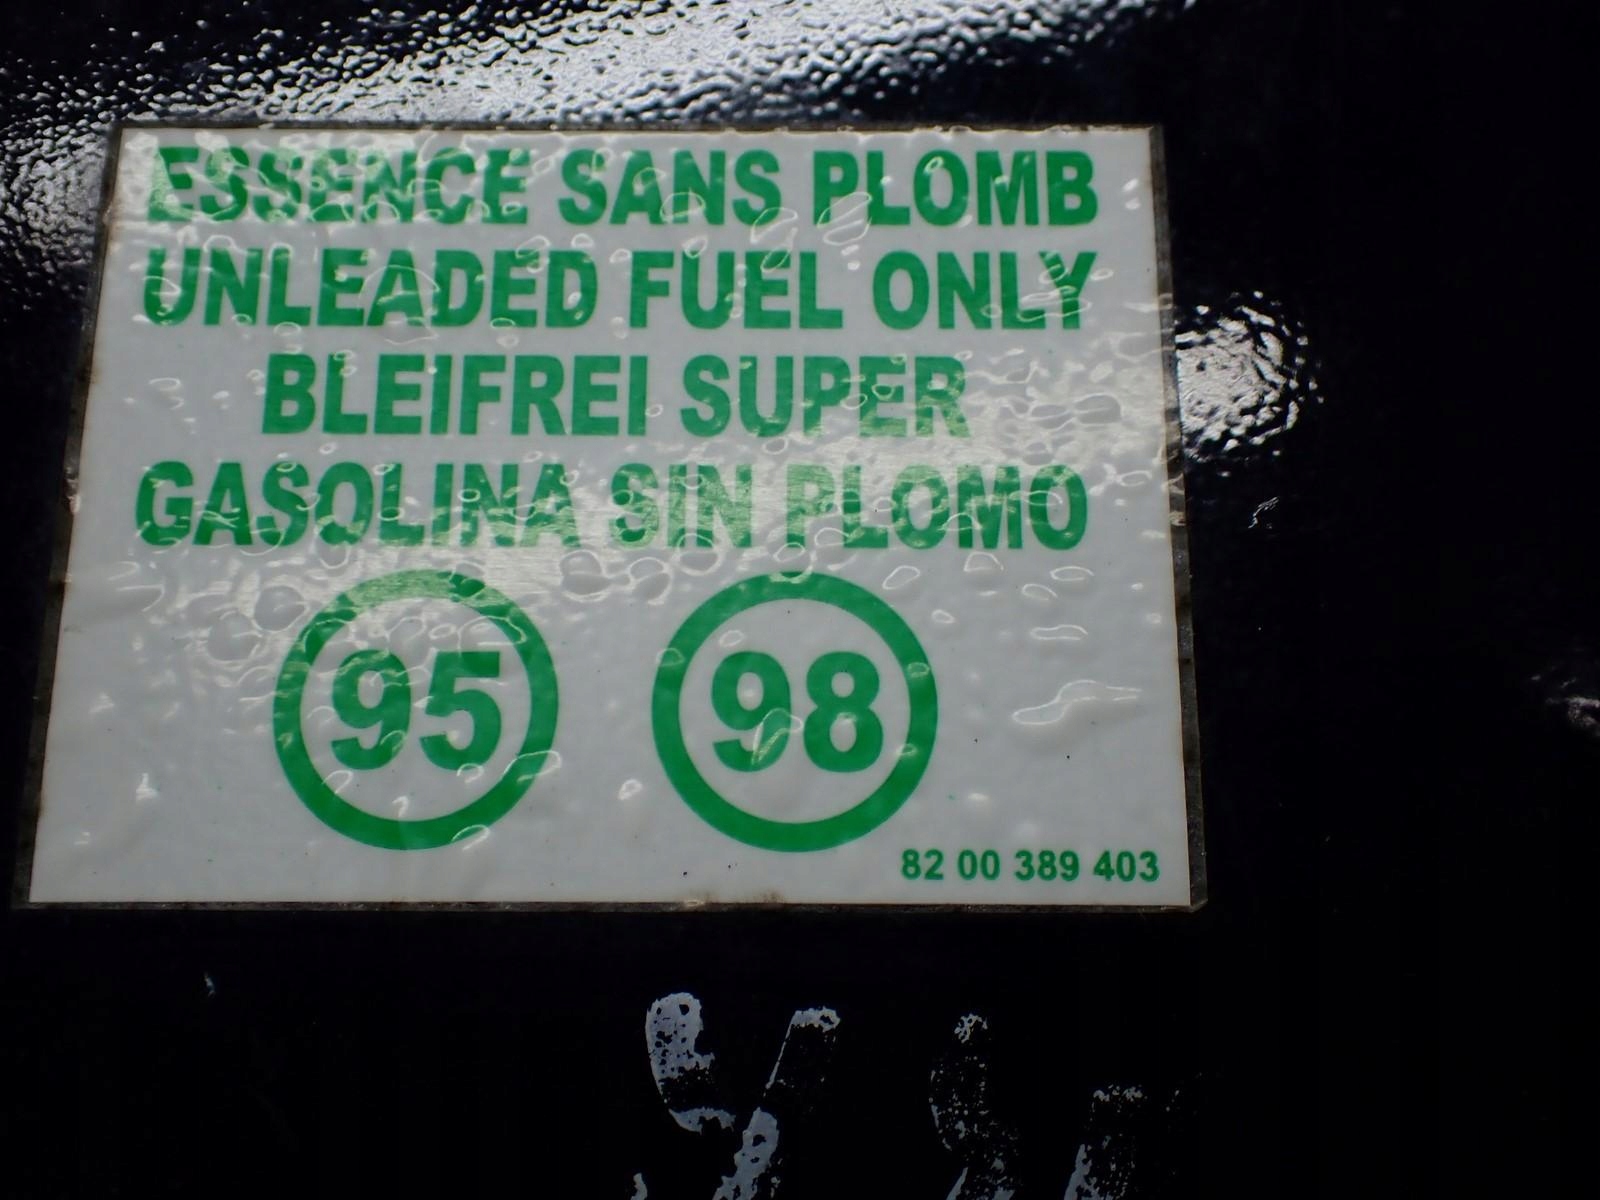 ESSENCE SANS PLOMB
UNLEADED FUEL ONLY
BLEIFREI SUPER
GASOLINA SIN PLOMO
95 98
82 00 389 403